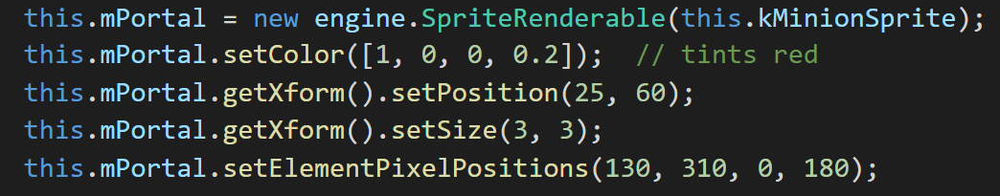 this.mPortal = new engine.SpriteRenderable(this.kMinionSprite);
this.mPortal.setColor([1, 0, 0, 0.2]);  // tints red
this.mPortal.getXform().setPosition(25, 60);
this.mPortal.getXform().setSize(3, 3);
this.mPortal.setElementPixelPositions(130, 310, 0, 180);